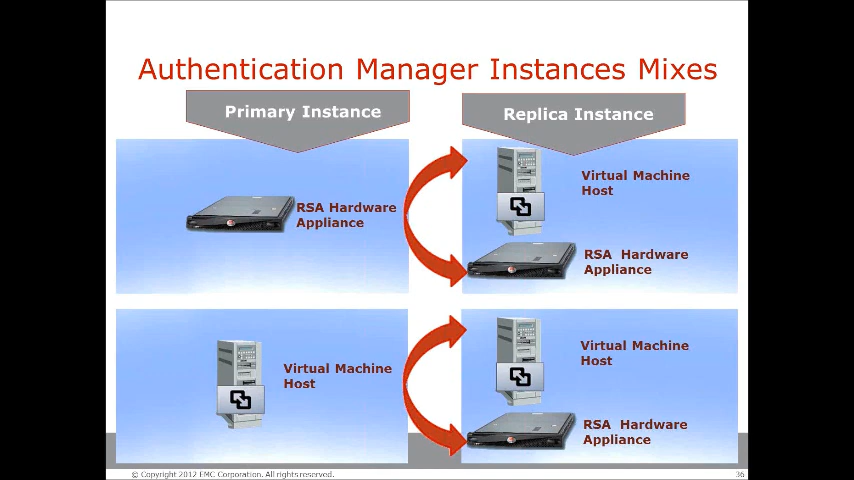 Authentication Manager Instances Mixes
Primary Instance
Replica Instance
RSA Hardware
Appliance
Virtual Machine
Host
RSA Hardware
Appliance
Virtual Machine
Host
Virtual Machine
Host
RSA Hardware
Appliance
© Copyright 2012 EMC Corporation. All rights reserved.
36